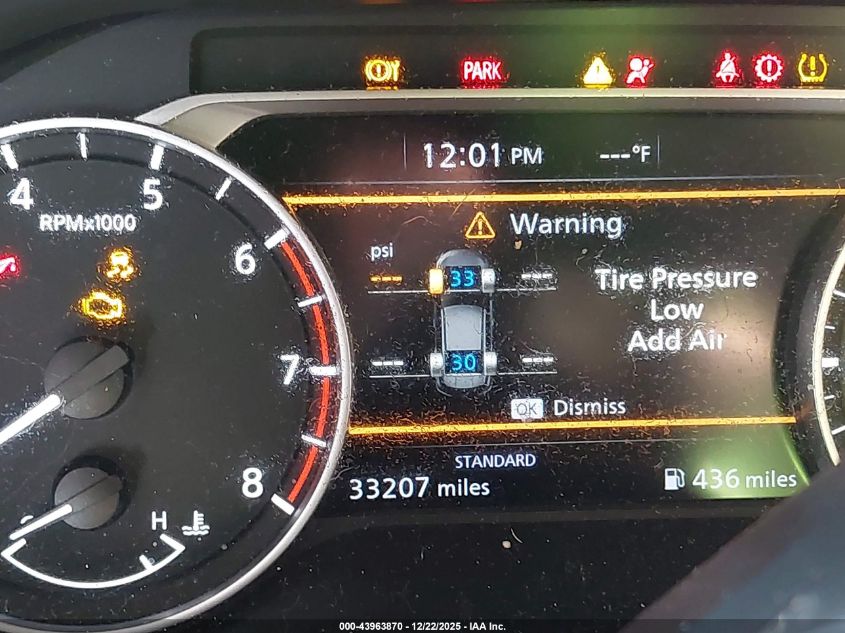 PARK
12:01 PM
---°F
4
5
RPMx1000
6
7
8
H
Warning
psi
---
33
---
Tire Pressure
Low
Add Air
---
30
---
OK Dismiss
STANDARD
33207 miles
436 miles
000-43963870 • 12/22/2025 • IAA Inc.